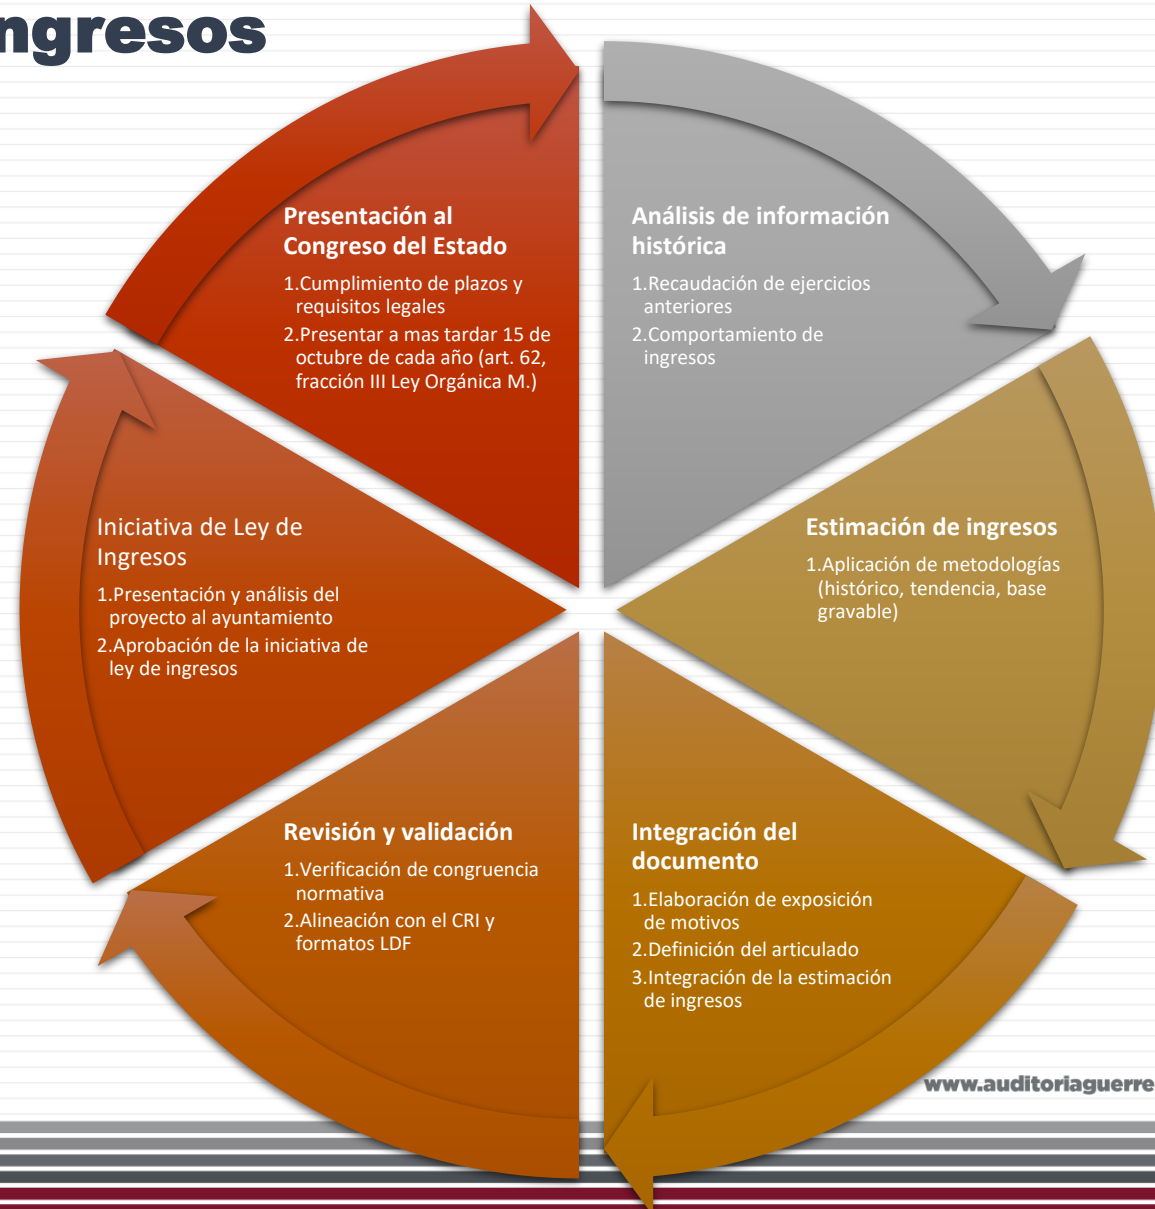 ngresos
Análisis de información
histórica
1.Recaudación de ejercicios
anteriores
2.Comportamiento de
ingresos
Estimación de ingresos
1.Aplicación de metodologías
(histórico, tendencia, base
gravable)
Integración del
documento
1.Elaboración de exposición
de motivos
2.Definición del articulado
3.Integración de la estimación
de ingresos
Revisión y validación
1.Verificación de congruencia
normativa
2.Alineación con el CRI y
formatos LDF
Iniciativa de Ley de
Ingresos
1.Presentación y análisis del
proyecto al ayuntamiento
2.Aprobación de la iniciativa de
ley de ingresos
Presentación al
Congreso del Estado
1.Cumplimiento de plazos y
requisitos legales
2.Presentar a mas tardar 15 de
octubre de cada año (art. 62,
fracción III Ley Orgánica M.)
www.auditoriaguerre